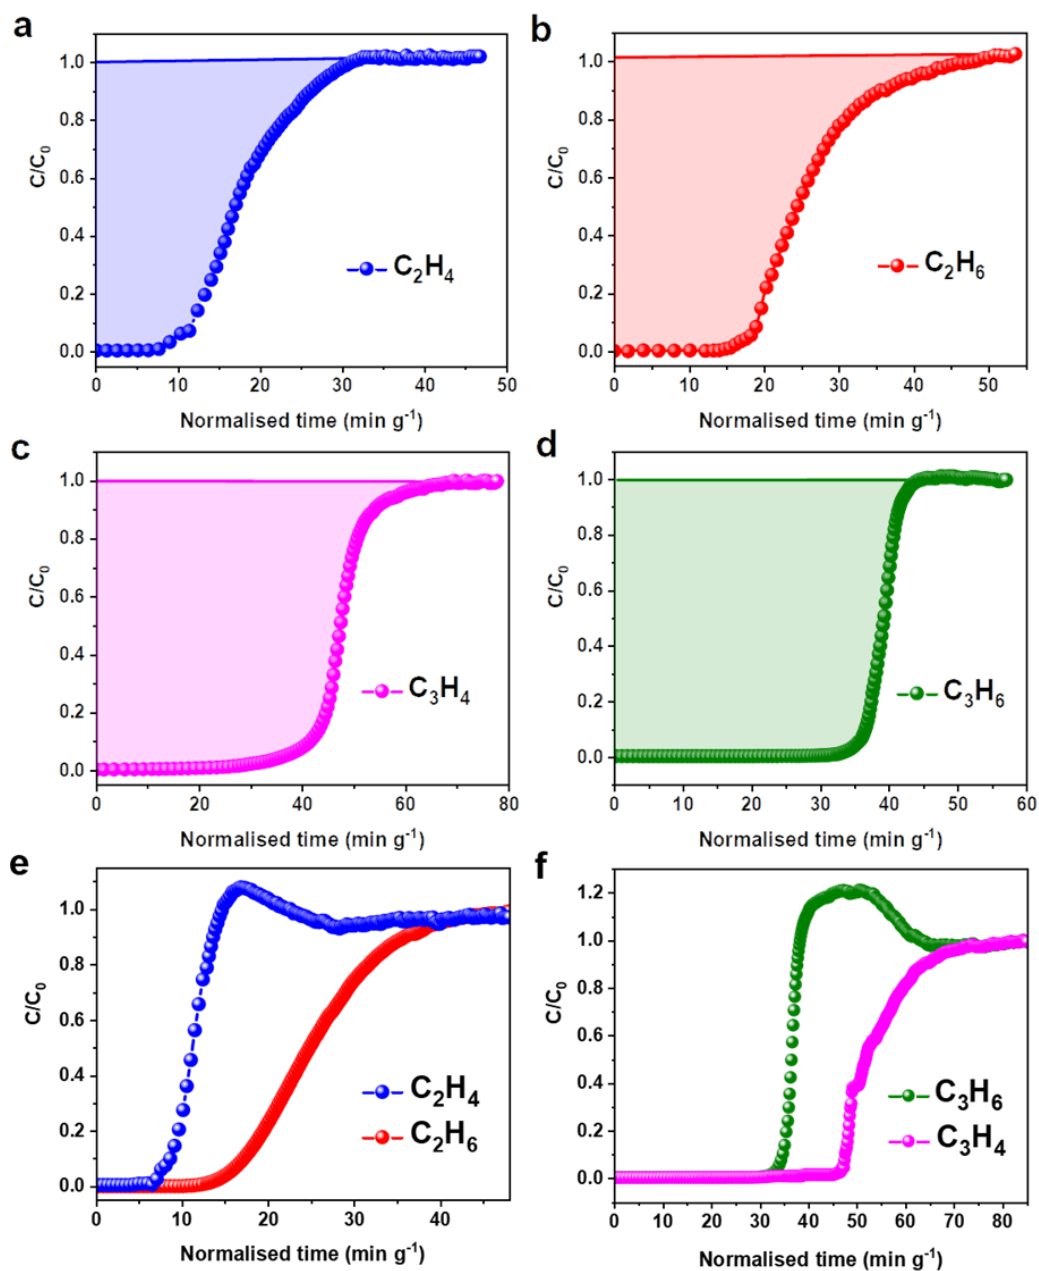 a
C/C₀
1.0
0.8
0.6
0.4
0.2
0.0
C₂H₄
0 10 20 30 40 50
Normalised time (min g⁻¹)
b
C/C₀
1.0
0.8
0.6
0.4
0.2
0.0
C₂H₆
0 10 20 30 40 50
Normalised time (min g⁻¹)
c
C/C₀
1.0
0.8
0.6
0.4
0.2
0.0
C₃H₄
0 20 40 60 80
Normalised time (min g⁻¹)
d
C/C₀
1.0
0.8
0.6
0.4
0.2
0.0
C₃H₆
0 10 20 30 40 50 60
Normalised time (min g⁻¹)
e
C/C₀
1.0
0.8
0.6
0.4
0.2
0.0
C₂H₄
C₂H₆
0 10 20 30 40
Normalised time (min g⁻¹)
f
C/C₀
1.2
1.0
0.8
0.6
0.4
0.2
0.0
C₃H₆
C₃H₄
0 10 20 30 40 50 60 70 80
Normalised time (min g⁻¹)